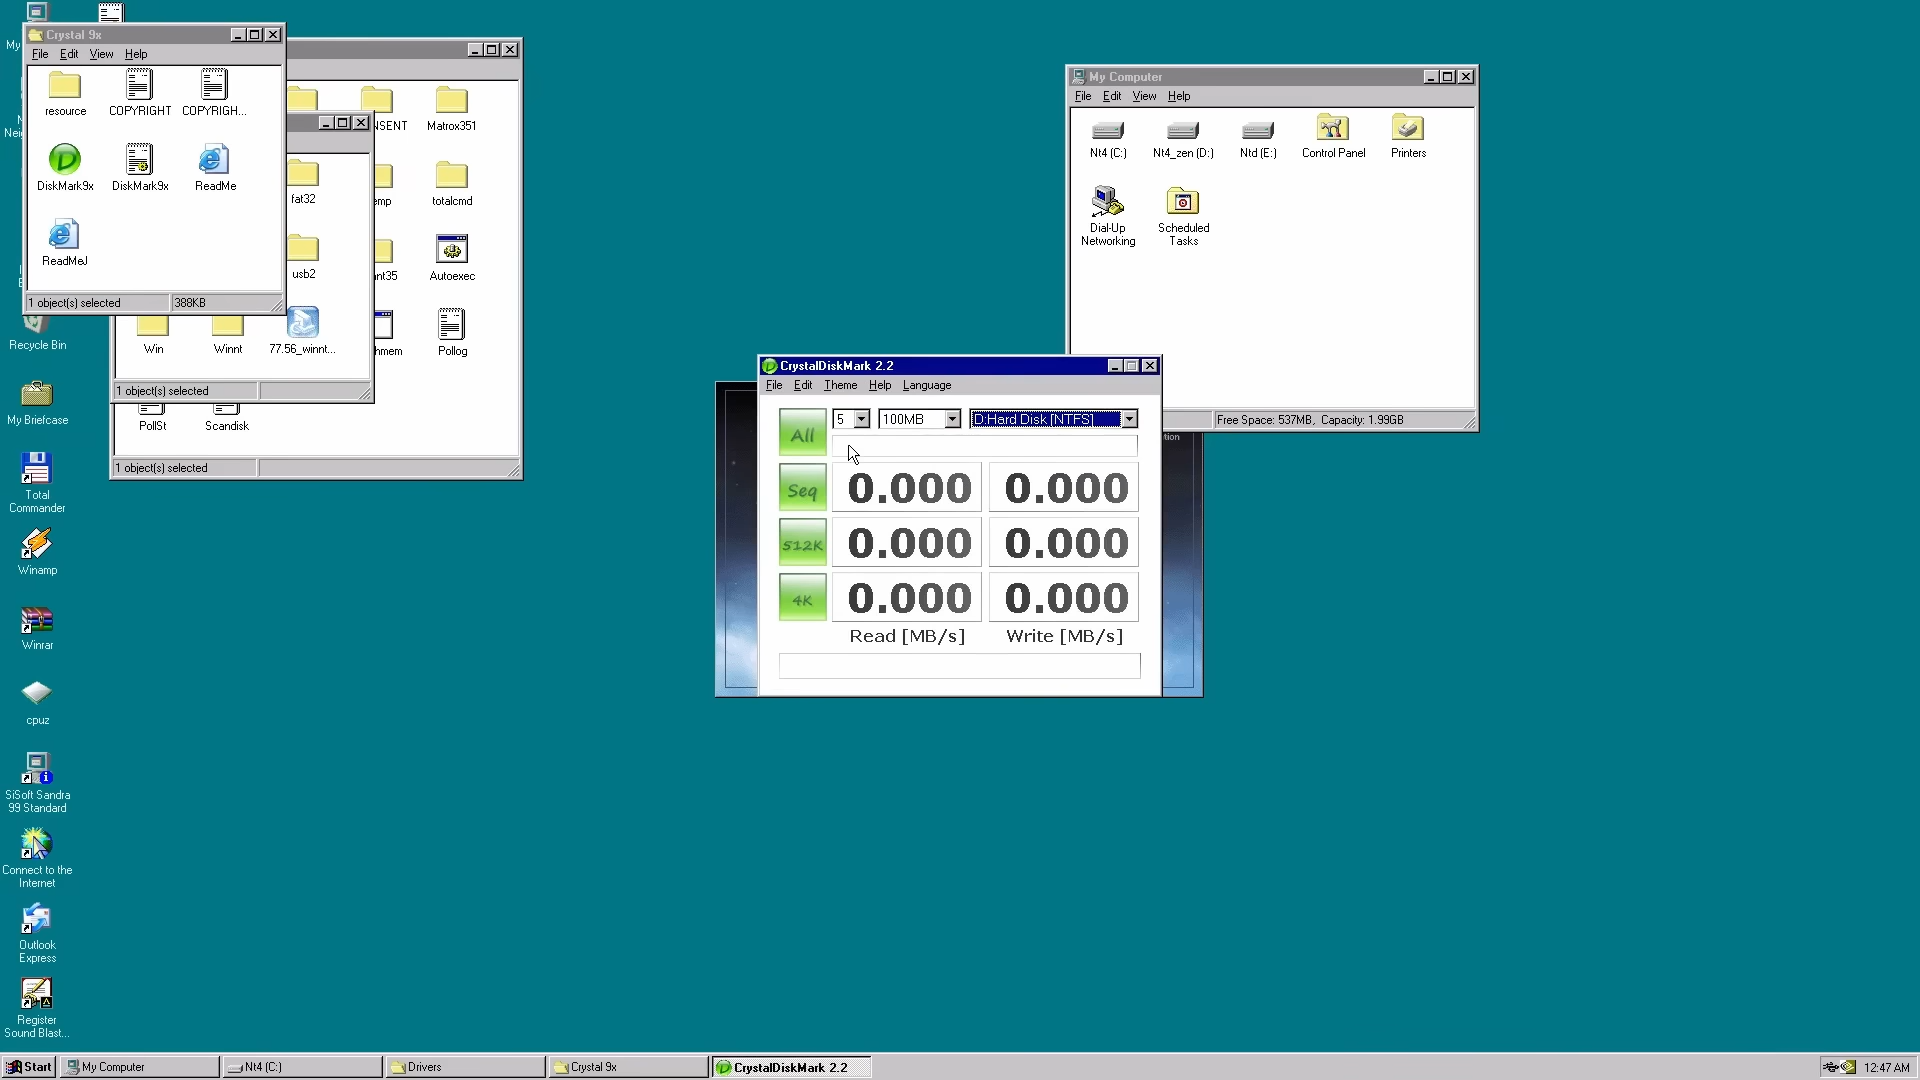 My
Crystal 9x
File Edit View Help
resource
COPYRIGHT
COPYRIGH...
DiskMark9x
DiskMark9x
ReadMe
ReadMeJ
1 object(s) selected
388KB
Matrox351
totalcmd
Autoexec
Pollog
fat32
usb2
Win
Winnt
77.56_winnt...
1 object(s) selected
PollSt
Scandisk
1 object(s) selected
My Computer
File Edit View Help
Nt4 (C:)
Nt4_zen (D:)
Ntd (E:)
Control Panel
Printers
Dial-Up
Networking
Scheduled
Tasks
Free Space: 537MB, Capacity: 1.99GB
CrystalDiskMark 2.2
File Edit Theme Help Language
All
5
100MB
D:Hard Disk [NTFS]
Seq
0.000
0.000
512K
0.000
0.000
4K
0.000
0.000
Read [MB/s]
Write [MB/s]
Recycle Bin
My Briefcase
Total
Commander
Winamp
Winrar
cpuz
SiSoft Sandra
99 Standard
Connect to the
Internet
Outlook
Express
Register
Sound Blast...
Start
My Computer
Nt4 (C:)
Drivers
Crystal 9x
CrystalDiskMark 2.2
12:47 AM